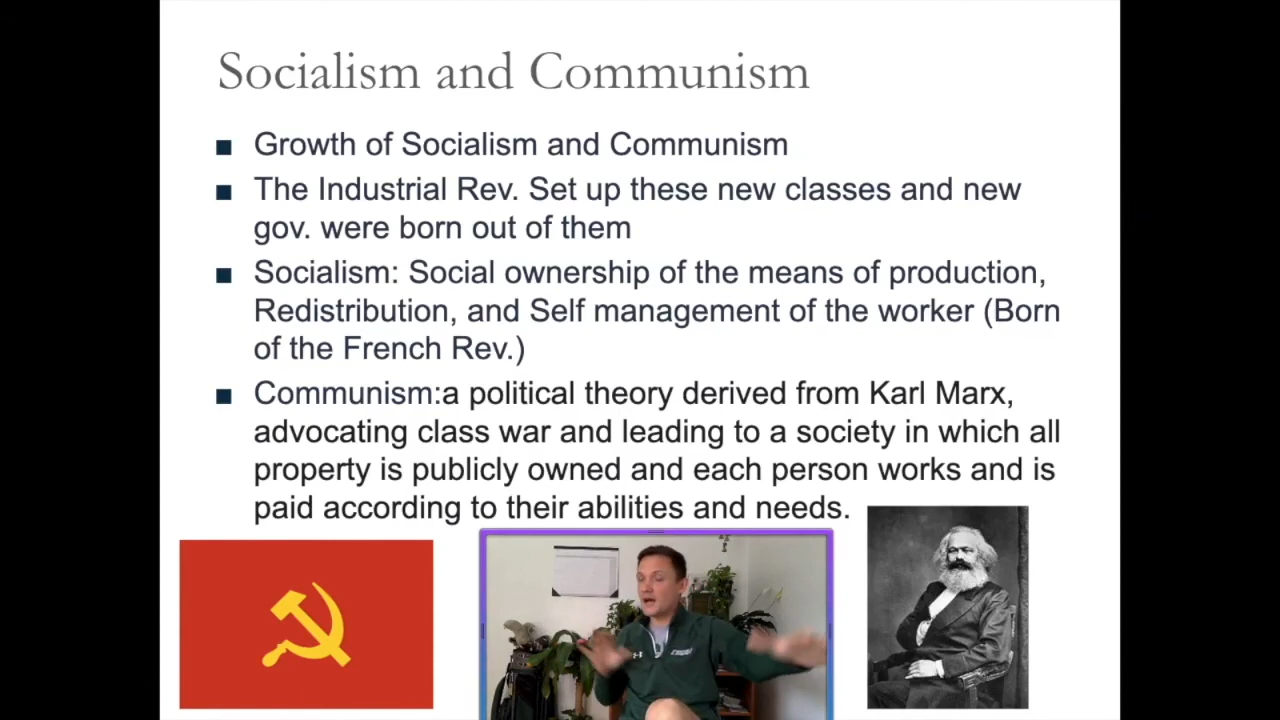 Socialism and Communism
Growth of Socialism and Communism
The Industrial Rev. Set up these new classes and new
gov. were born out of them
Socialism: Social ownership of the means of production,
Redistribution, and Self management of the worker (Born
of the French Rev.)
Communism:a political theory derived from Karl Marx,
advocating class war and leading to a society in which all
property is publicly owned and each person works and is
paid according to their abilities and needs.